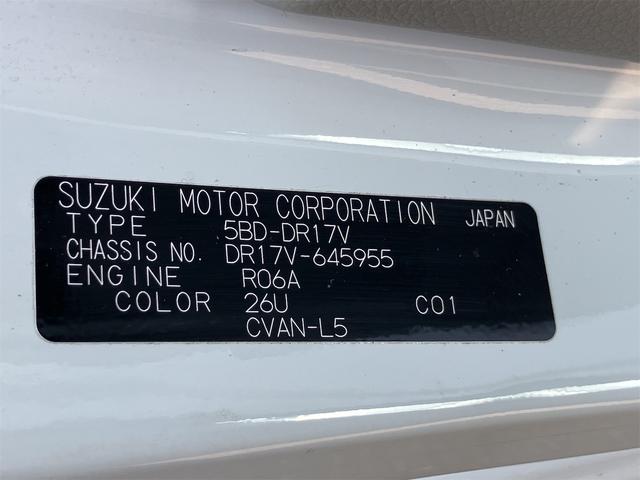 SUZUKI MOTOR CORPORATION JAPAN
TYPE 5BD-DR17V
CHASSIS NO. DR17V-645955
ENGINE R06A
COLOR 26U C01
CVAN-L5